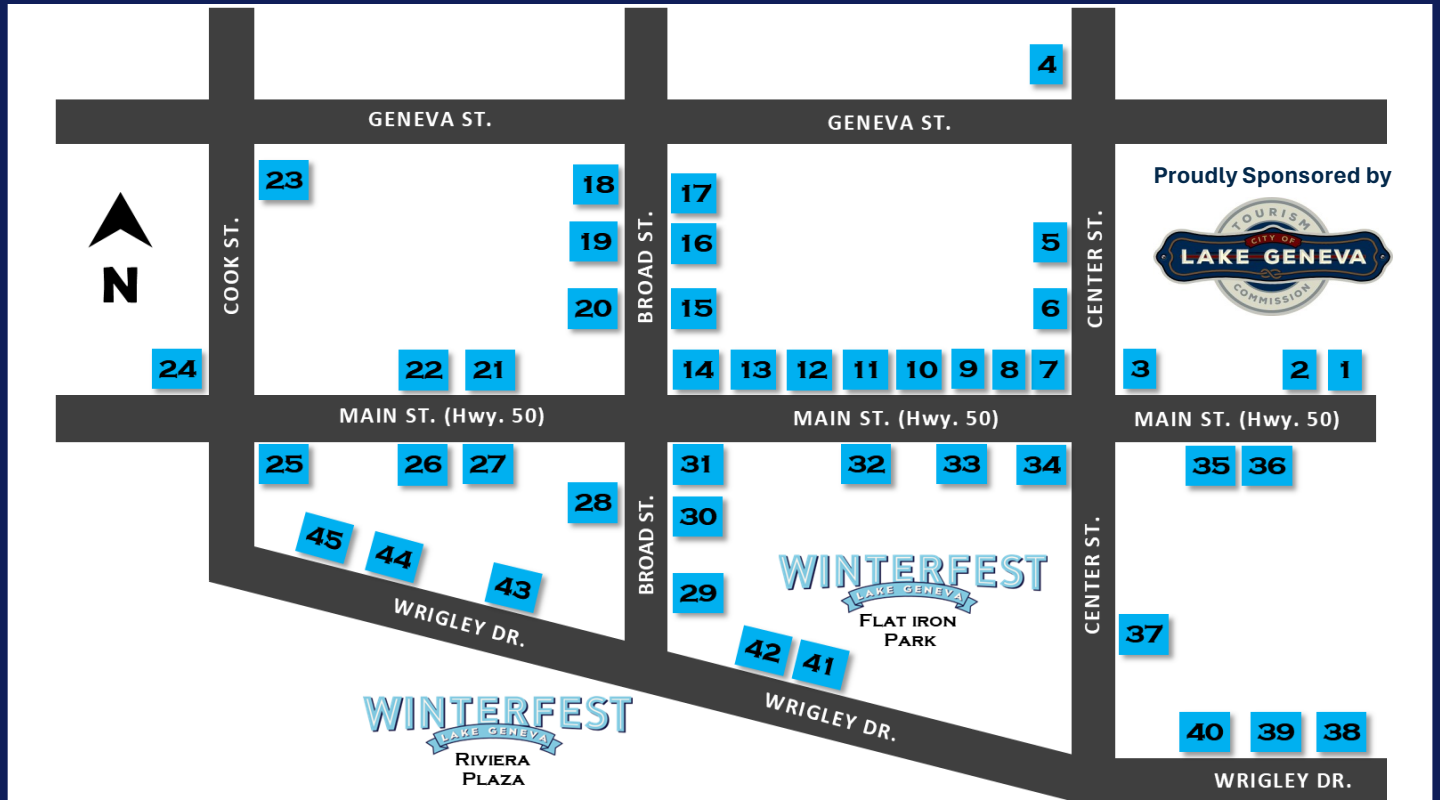 4
GENEVA ST.
GENEVA ST.
23
18
17
Proudly Sponsored by
TOURISM
CITY OF
LAKE GENEVA
COMMISSION
N
COOK ST.
19
BROAD ST.
16
5
CENTER ST.
20
15
6
24
22
21
14
13
12
11
10
9
8
7
3
2
1
MAIN ST. (Hwy. 50)
MAIN ST. (Hwy. 50)
MAIN ST. (Hwy. 50)
25
26
27
31
32
33
34
35
36
28
30
BROAD ST.
CENTER ST.
45
44
43
29
WINTERFEST
LAKE GENEVA
FLAT IRON
PARK
WRIGLEY DR.
42
41
37
WINTERFEST
LAKE GENEVA
RIVIERA
PLAZA
WRIGLEY DR.
40
39
38
WRIGLEY DR.